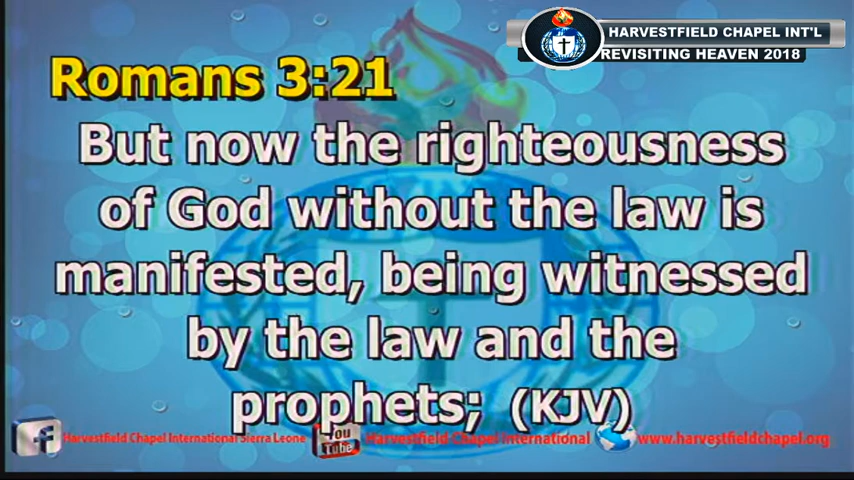 HARVESTFIELD CHAPEL INT'L
REVISITING HEAVEN 2018
Romans 3:21
But now the righteousness
of God without the law is
manifested, being witnessed
by the law and the
prophets; (KJV)
f Harvestfield Chapel International Sierra Leone You Tube Harvestfield Chapel International www.harvestfieldchapel.org